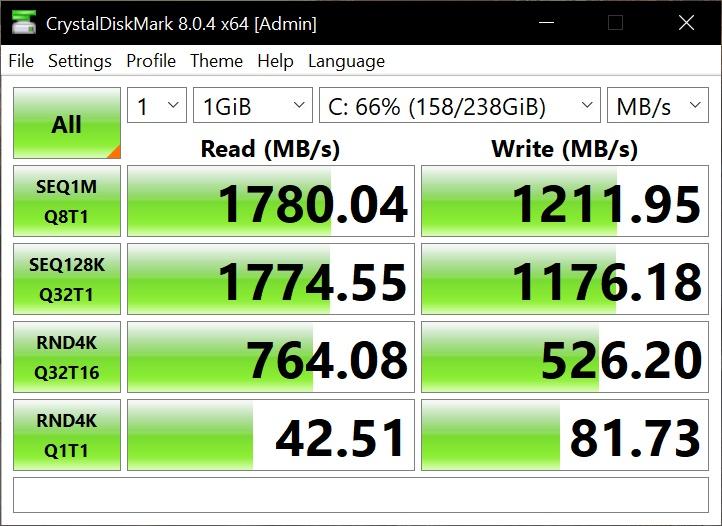 CrystalDiskMark 8.0.4 x64 [Admin]
File Settings Profile Theme Help Language
All
1
1GiB
C: 66% (158/238GiB)
MB/s
Read (MB/s)
Write (MB/s)
SEQ1M
Q8T1
1780.04
1211.95
SEQ128K
Q32T1
1774.55
1176.18
RND4K
Q32T16
764.08
526.20
RND4K
Q1T1
42.51
81.73